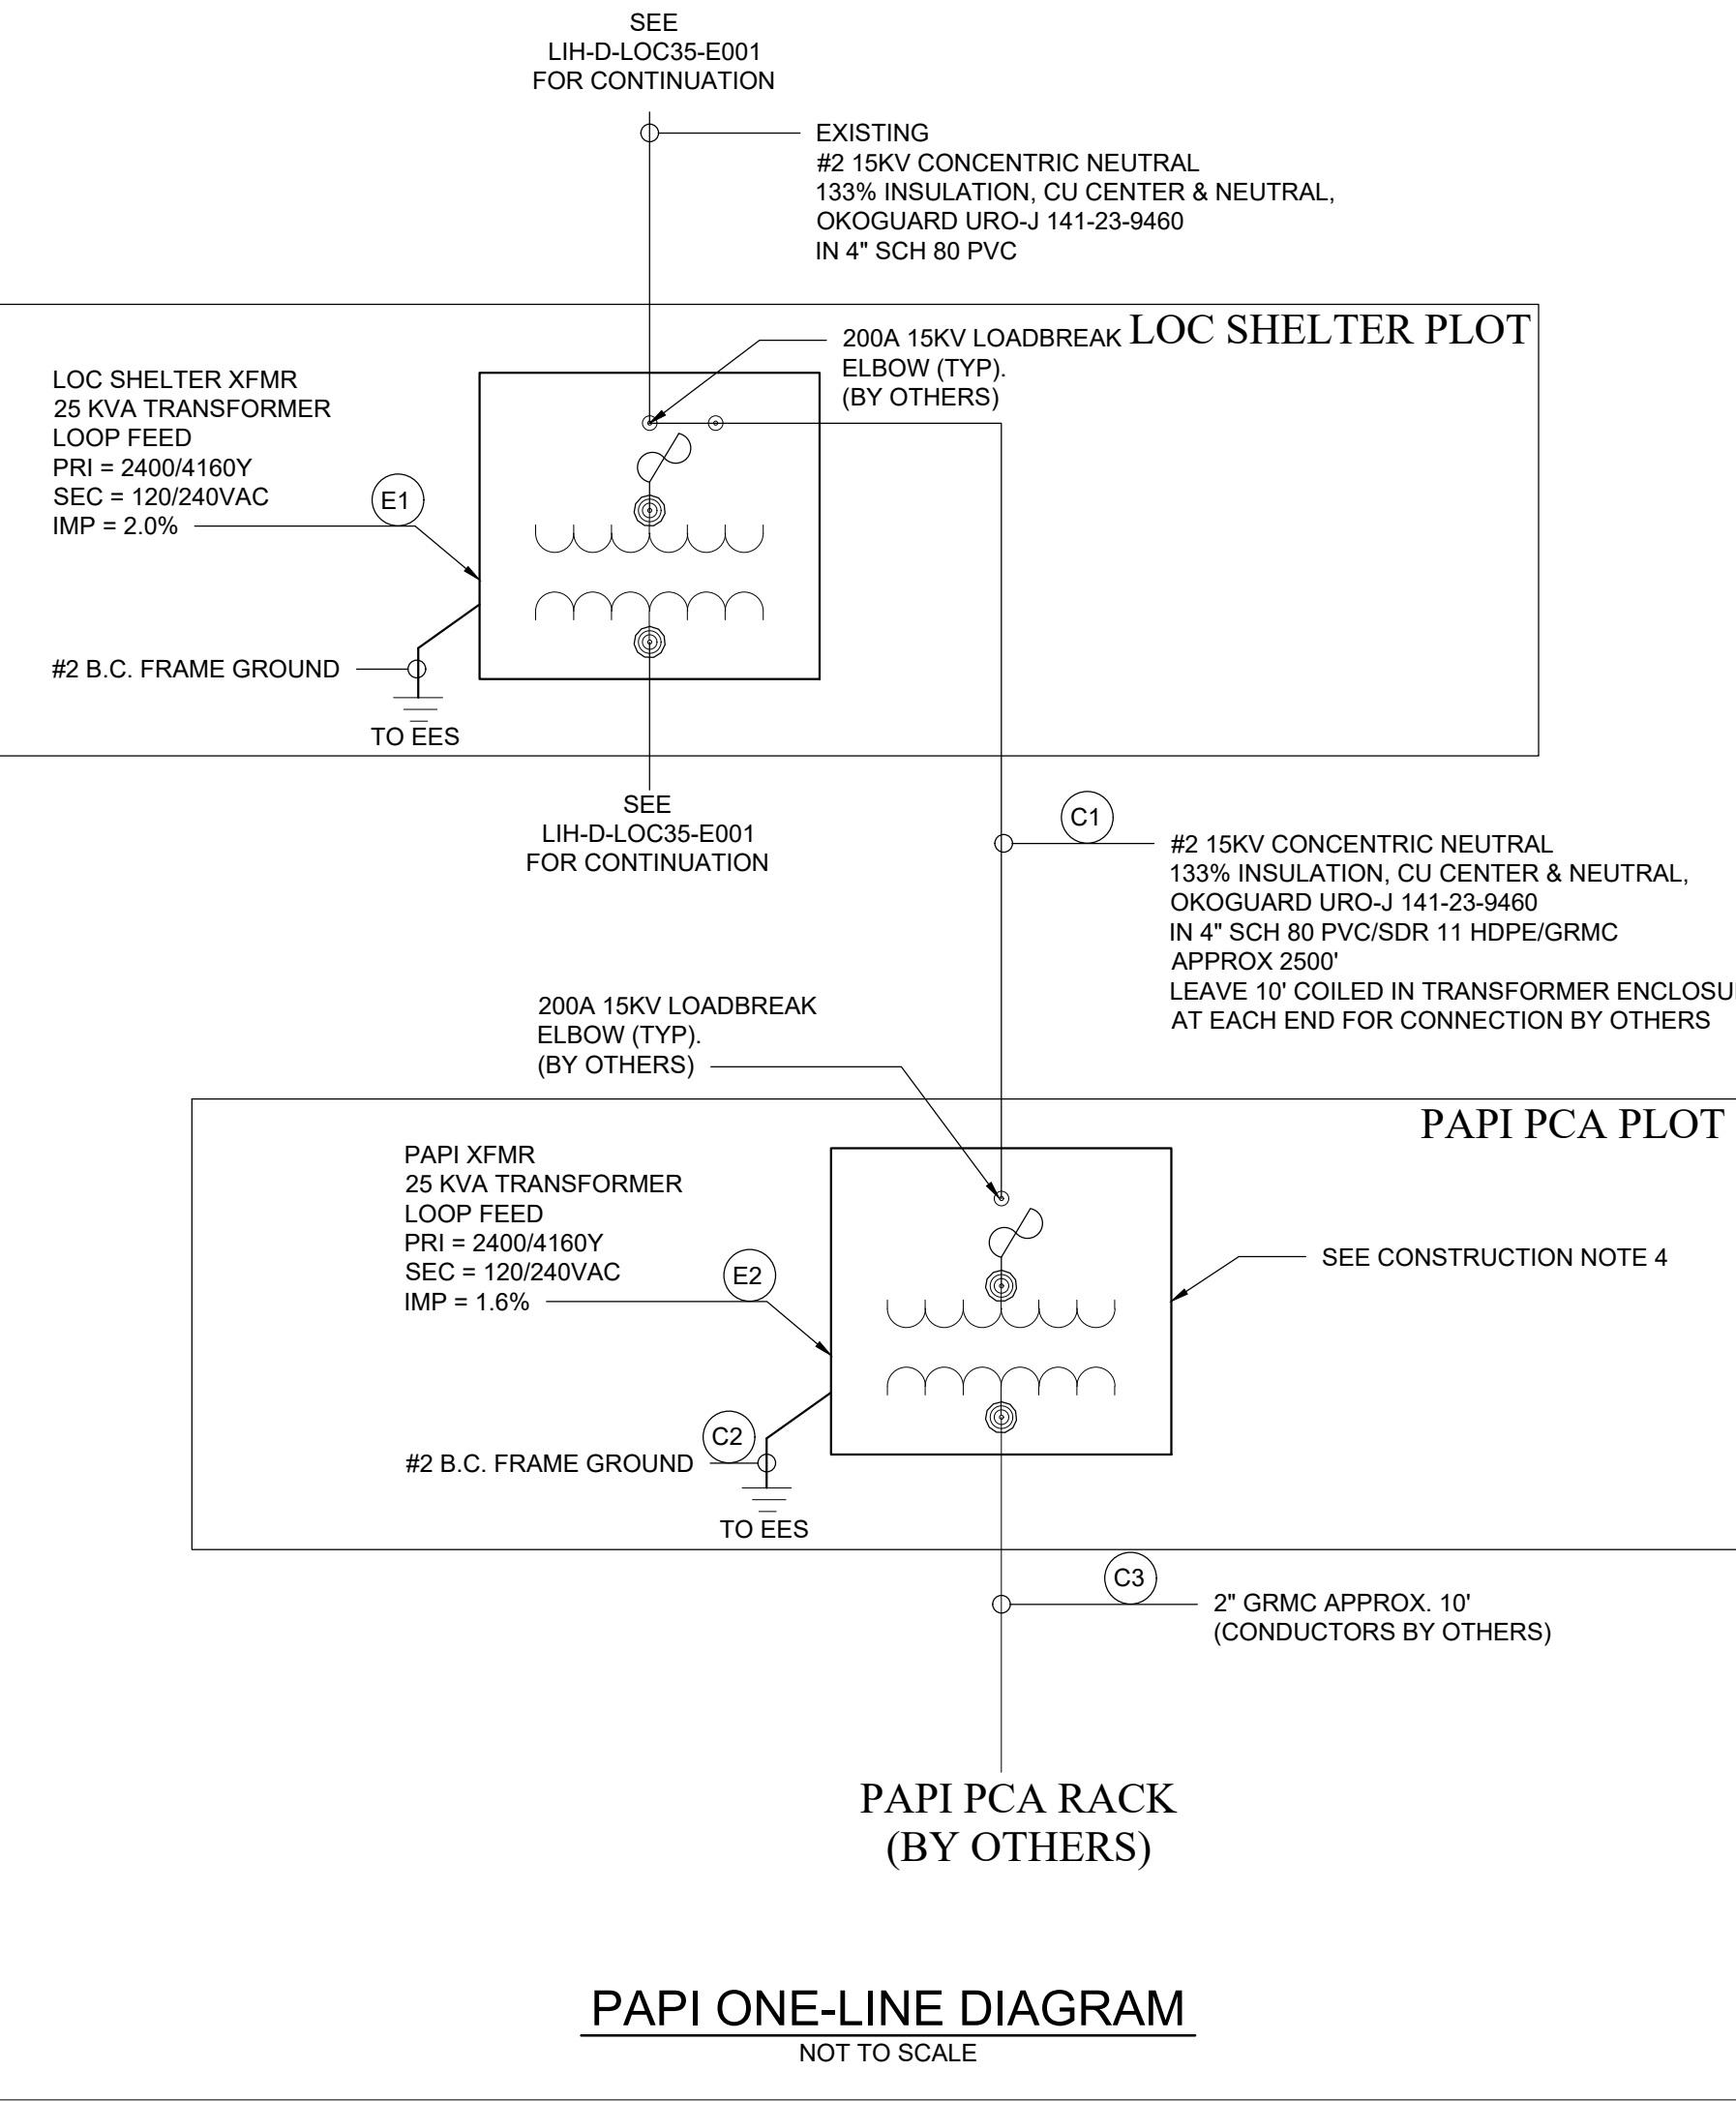 SEE
LIH-D-LOC35-E001
FOR CONTINUATION
EXISTING
#2 15KV CONCENTRIC NEUTRAL
133% INSULATION, CU CENTER & NEUTRAL,
OKOGUARD URO-J 141-23-9460
IN 4" SCH 80 PVC
LOC SHELTER PLOT
200A 15KV LOADBREAK
ELBOW (TYP).
(BY OTHERS)
LOC SHELTER XFMR
25 KVA TRANSFORMER
LOOP FEED
PRI = 2400/4160Y
SEC = 120/240VAC
IMP = 2.0%
E1
#2 B.C. FRAME GROUND
TO EES
SEE
LIH-D-LOC35-E001
FOR CONTINUATION
C1
#2 15KV CONCENTRIC NEUTRAL
133% INSULATION, CU CENTER & NEUTRAL,
OKOGUARD URO-J 141-23-9460
IN 4" SCH 80 PVC/SDR 11 HDPE/GRMC
APPROX 2500'
LEAVE 10' COILED IN TRANSFORMER
AT EACH END FOR CONNECTION BY OTHERS
200A 15KV LOADBREAK
ELBOW (TYP).
(BY OTHERS)
PAPI PCA PLOT
PAPI XFMR
25 KVA TRANSFORMER
LOOP FEED
PRI = 2400/4160Y
SEC = 120/240VAC
IMP = 1.6%
E2
SEE CONSTRUCTION NOTE 4
C2
#2 B.C. FRAME GROUND
TO EES
C3
2" GRMC APPROX. 10'
(CONDUCTORS BY OTHERS)
PAPI PCA RACK
(BY OTHERS)
PAPI ONE-LINE DIAGRAM
NOT TO SCALE